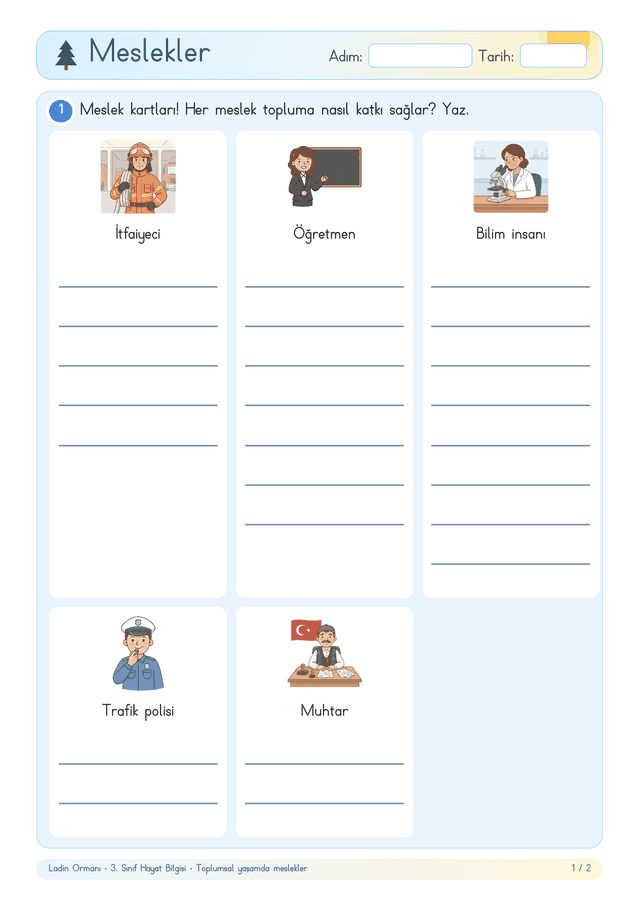 Meslekler
Adım:
Tarih:
1 Meslek kartları! Her meslek topluma nasıl katkı sağlar? Yaz.
İtfaiyeci
Öğretmen
Bilim insanı
Trafik polisi
Muhtar
Ladin Ormanı • 3. Sınıf Hayat Bilgisi • Toplumsal yaşamda meslekler
1 / 2